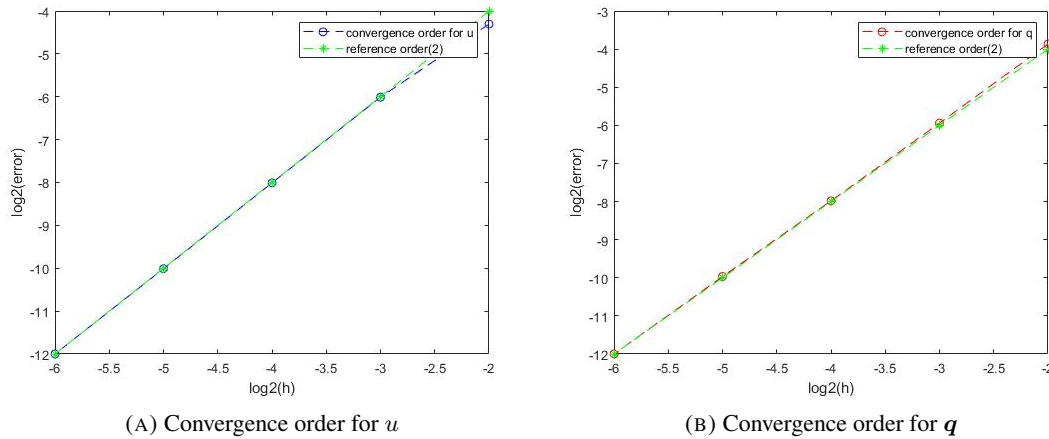 -4
-5
-6
-7
-8
-9
-10
-11
-12
log2(error)
convergence order for u
reference order(2)
-6 -5.5 -5 -4.5 -4 -3.5 -3 -2.5 -2
log2(h)
(A) Convergence order for u
-3
-4
-5
-6
-7
-8
-9
-10
-11
-12
log2(error)
convergence order for q
reference order(2)
-6 -5.5 -5 -4.5 -4 -3.5 -3 -2.5 -2
log2(h)
(B) Convergence order for q